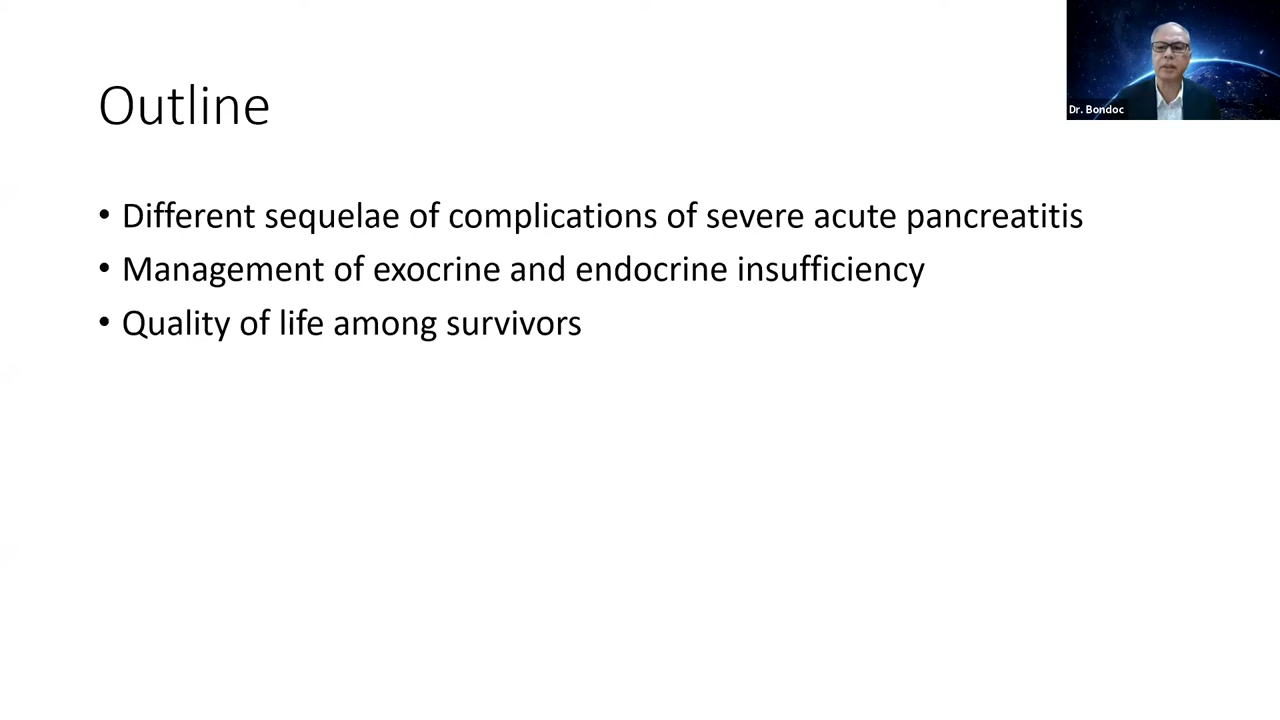 Outline
Dr. Bondoc
• Different sequelae of complications of severe acute pancreatitis
• Management of exocrine and endocrine insufficiency
• Quality of life among survivors